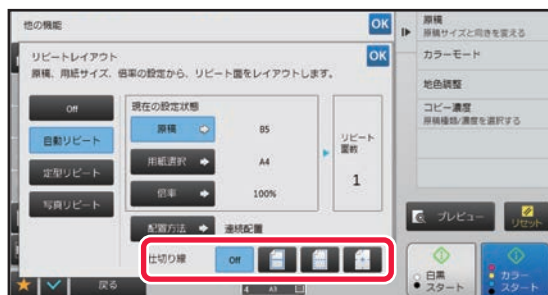 他の機能
OK
リピートレイアウト
OK
原稿、用紙サイズ、倍率の設定から、リピート面をレイアウトします。
Off
自動リピート
定型リピート
写真リピート
現在の設定状態
原稿
B5
用紙選択
A4
倍率
100%
リピート
面数
1
配置方法
連続配置
仕切り線
Off
戻る
4
A3
原稿
原稿サイズと向きを変える
カラーモード
地色調整
コピー濃度
原稿種類/濃度を選択する
プレビュー
リセット
白黒
スタート
カラー
スタート